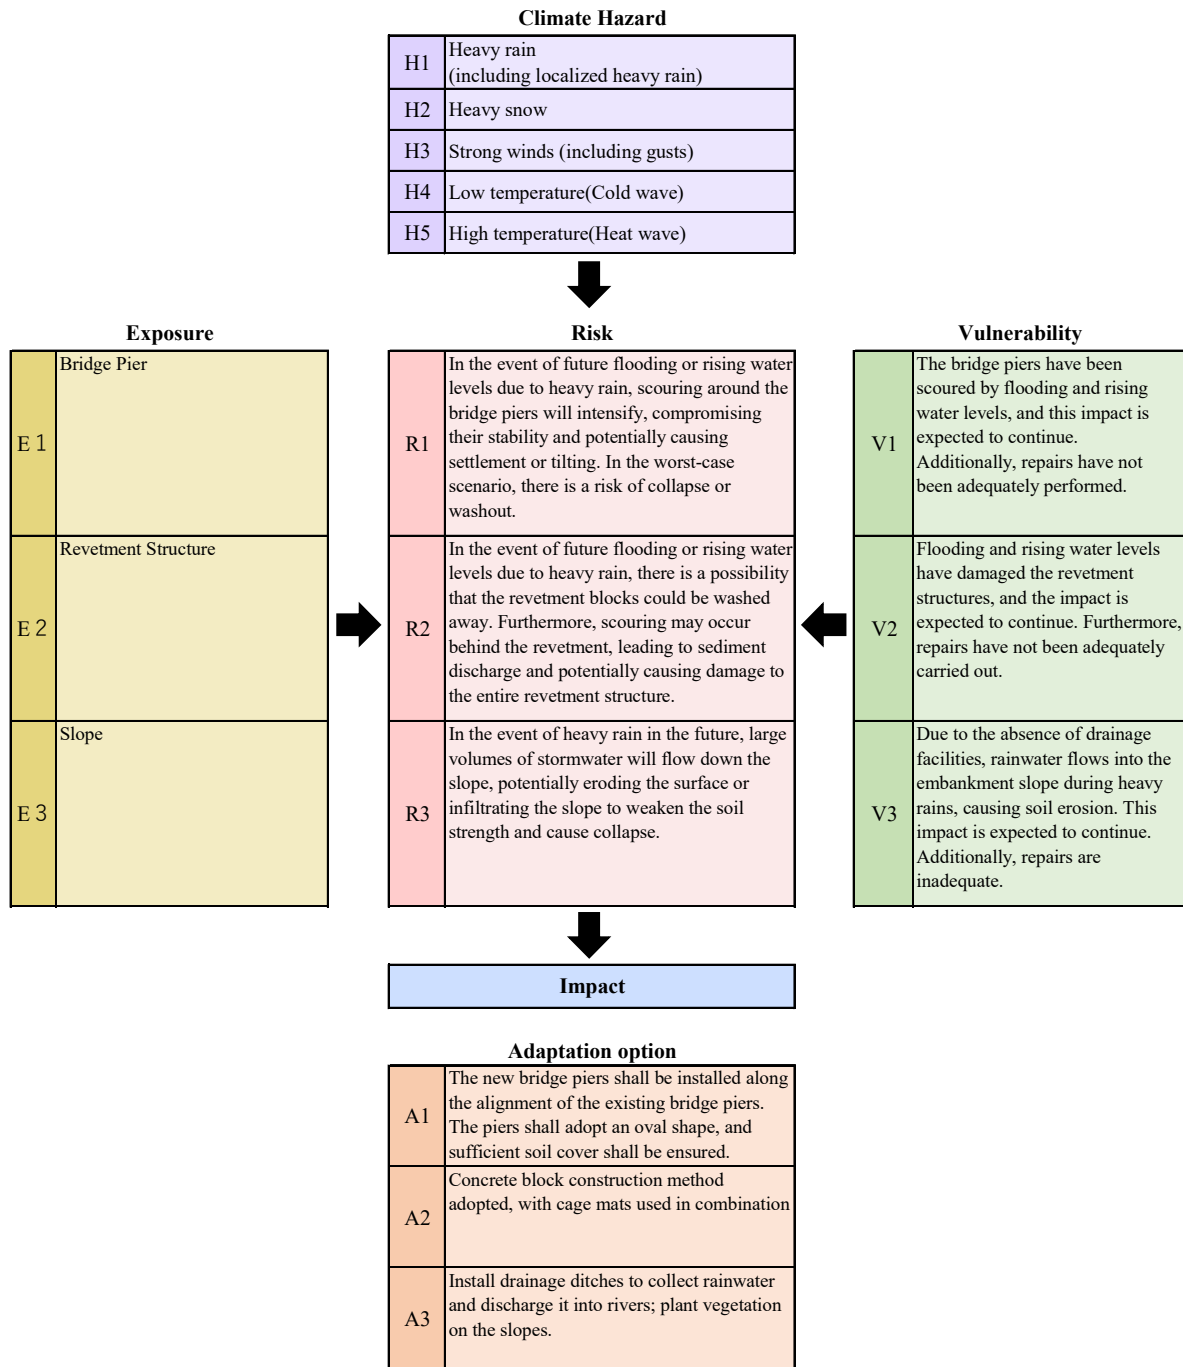 Climate Hazard
H1
Heavy rain
(including localized heavy rain)
H2
Heavy snow
H3
Strong winds (including gusts)
H4
Low temperature(Cold wave)
H5
High temperature(Heat wave)
Exposure
E 1
Bridge Pier
E 2
Revetment Structure
E 3
Slope
Risk
R1
In the event of future flooding or rising water
levels due to heavy rain, scouring around the
bridge piers will intensify, compromising
their stability and potentially causing
settlement or tilting. In the worst-case
scenario, there is a risk of collapse or
washout.
R2
In the event of future flooding or rising water
levels due to heavy rain, there is a possibility
that the revetment blocks could be washed
away. Furthermore, scouring may occur
behind the revetment, leading to sediment
discharge and potentially causing damage to
the entire revetment structure.
R3
In the event of heavy rain in the future, large
volumes of stormwater will flow down the
slope, potentially eroding the surface or
infiltrating the slope to weaken the soil
strength and cause collapse.
Vulnerability
V1
The bridge piers have been
scoured by flooding and rising
water levels, and this impact is
expected to continue.
Additionally, repairs have not
been adequately performed.
V2
Flooding and rising water levels
have damaged the revetment
structures, and the impact is
expected to continue. Furthermore,
repairs have not been adequately
carried out.
V3
Due to the absence of drainage
facilities, rainwater flows into the
embankment slope during heavy
rains, causing soil erosion. This
impact is expected to continue.
Additionally, repairs are
inadequate.
Impact
Adaptation option
A1
The new bridge piers shall be installed along
the alignment of the existing bridge piers.
The piers shall adopt an oval shape, and
sufficient soil cover shall be ensured.
A2
Concrete block construction method
adopted, with cage mats used in combination
A3
Install drainage ditches to collect rainwater
and discharge it into rivers; plant vegetation
on the slopes.